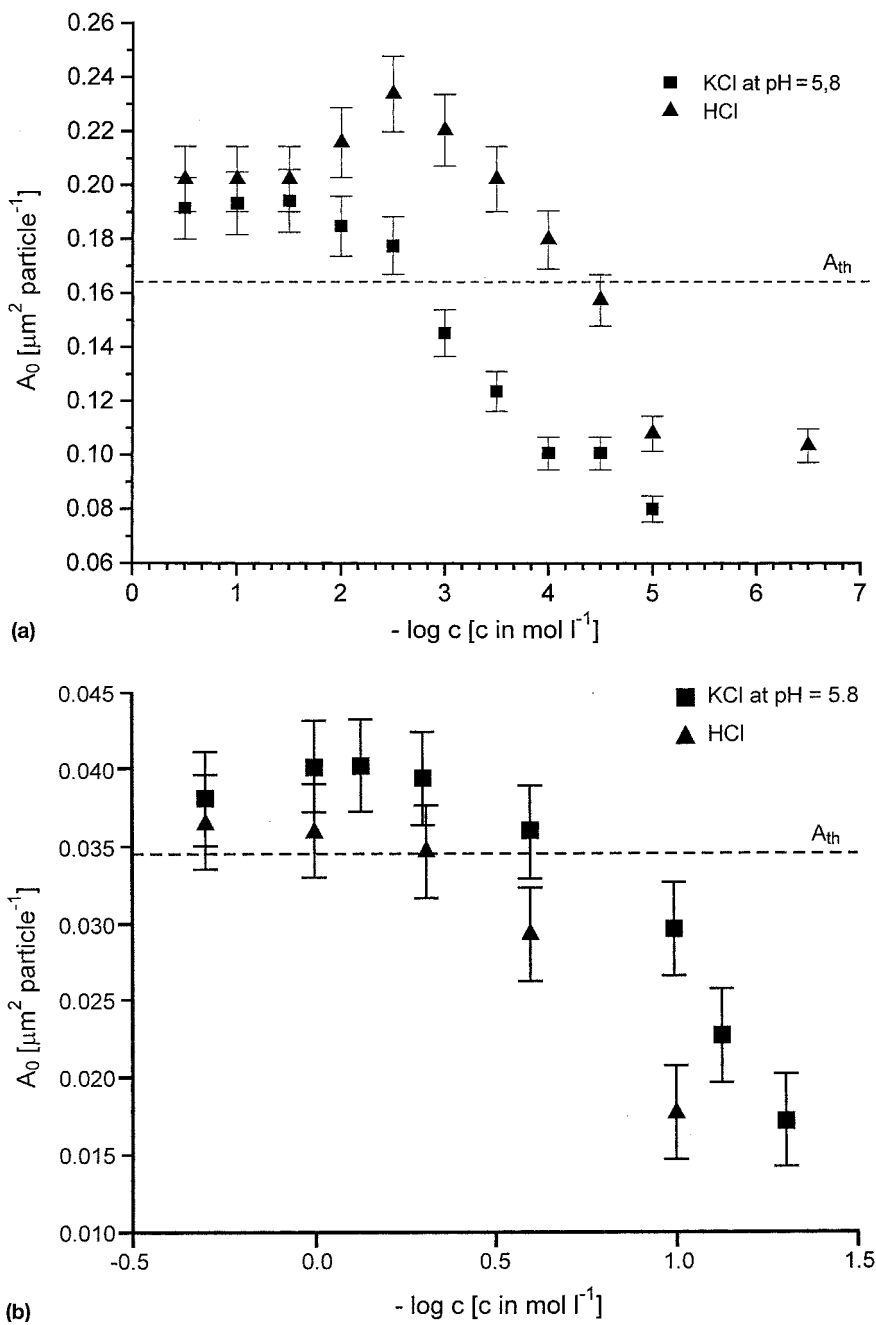 0.26
0.24
0.22
0.20
0.18
0.16
0.14
0.12
0.10
0.08
0.06
A₀ [µm² particle⁻¹]
KCl at pH = 5,8
HCl
Aₜₕ
0 1 2 3 4 5 6 7
- log c [c in mol l⁻¹]
(a)
0.045
0.040
0.035
0.030
0.025
0.020
0.015
0.010
A₀ [µm² particle⁻¹]
KCl at pH = 5.8
HCl
Aₜₕ
-0.5 0.0 0.5 1.0 1.5
- log c [c in mol l⁻¹]
(b)